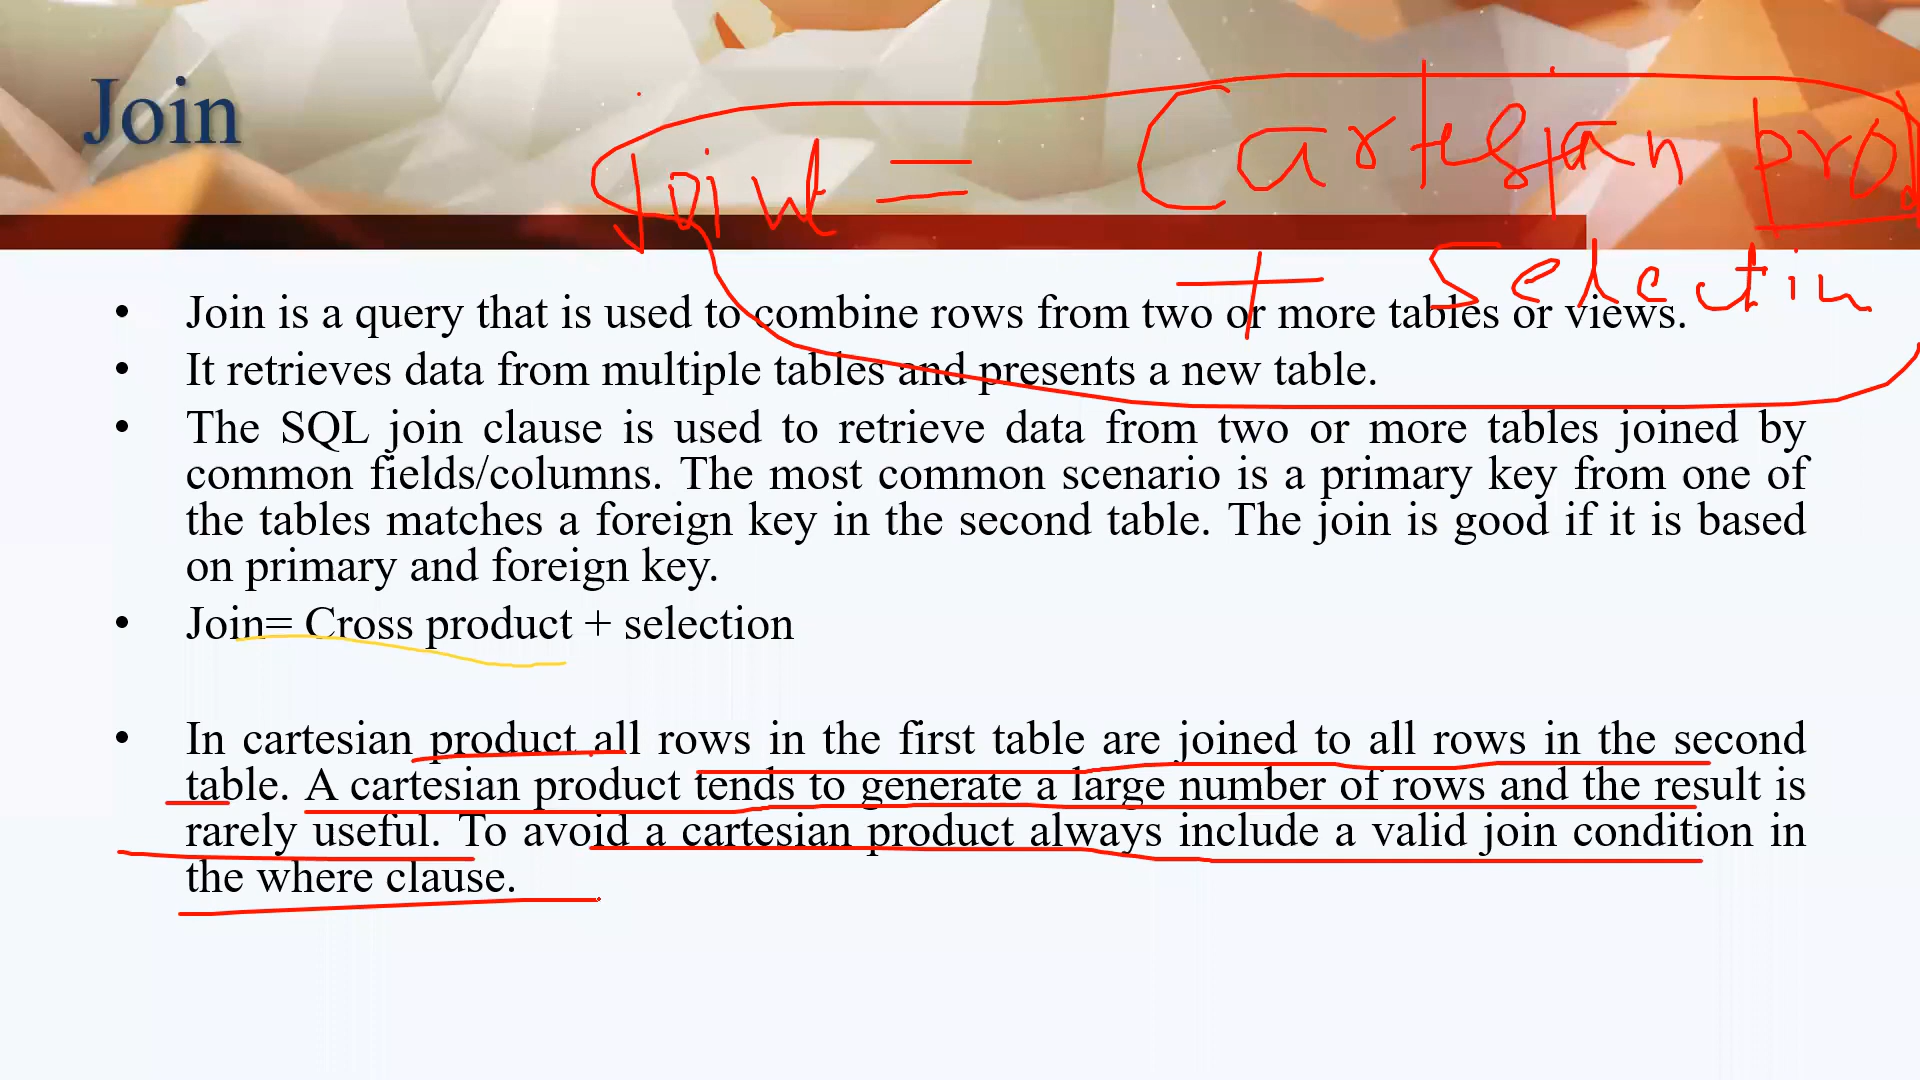 Join
Joint = Cartesian prod
+ Selectin
• Join is a query that is used to combine rows from two or more tables or views.
• It retrieves data from multiple tables and presents a new table.
• The SQL join clause is used to retrieve data from two or more tables joined by
common fields/columns. The most common scenario is a primary key from one of
the tables matches a foreign key in the second table. The join is good if it is based
on primary and foreign key.
• Join= Cross product + selection
• In cartesian product all rows in the first table are joined to all rows in the second
table. A cartesian product tends to generate a large number of rows and the result is
rarely useful. To avoid a cartesian product always include a valid join condition in
the where clause.